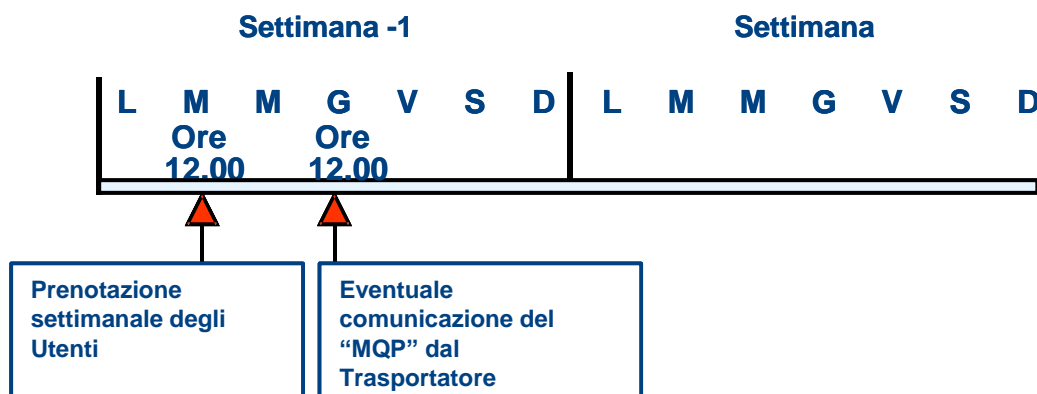 Settimana -1 Settimana
L M M G V S D L M M G V S D
Ore Ore
12.00 12.00
Prenotazione
settimanale degli
Utenti
Eventuale
comunicazione del
“MQP” dal
Trasportatore